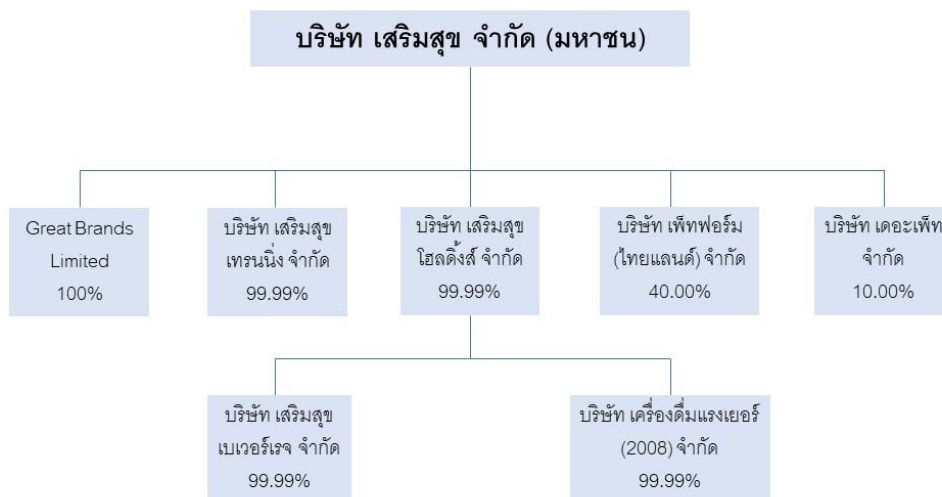 บริษัท เสริมสุข จำกัด (มหาชน)
Great Brands
Limited
100%
บริษัท เสริมสุข
เทรนนิ่ง จำกัด
99.99%
บริษัท เสริมสุข
โฮลดิ้งส์ จำกัด
99.99%
บริษัท เพ็ทฟอร์ม
(ไทยแลนด์) จำกัด
40.00%
บริษัท เดอะเพ็ท
จำกัด
10.00%
บริษัท เสริมสุข
เบเวอร์เรจ จำกัด
99.99%
บริษัท เครื่องดื่มแรงเยอร์
(2008) จำกัด
99.99%